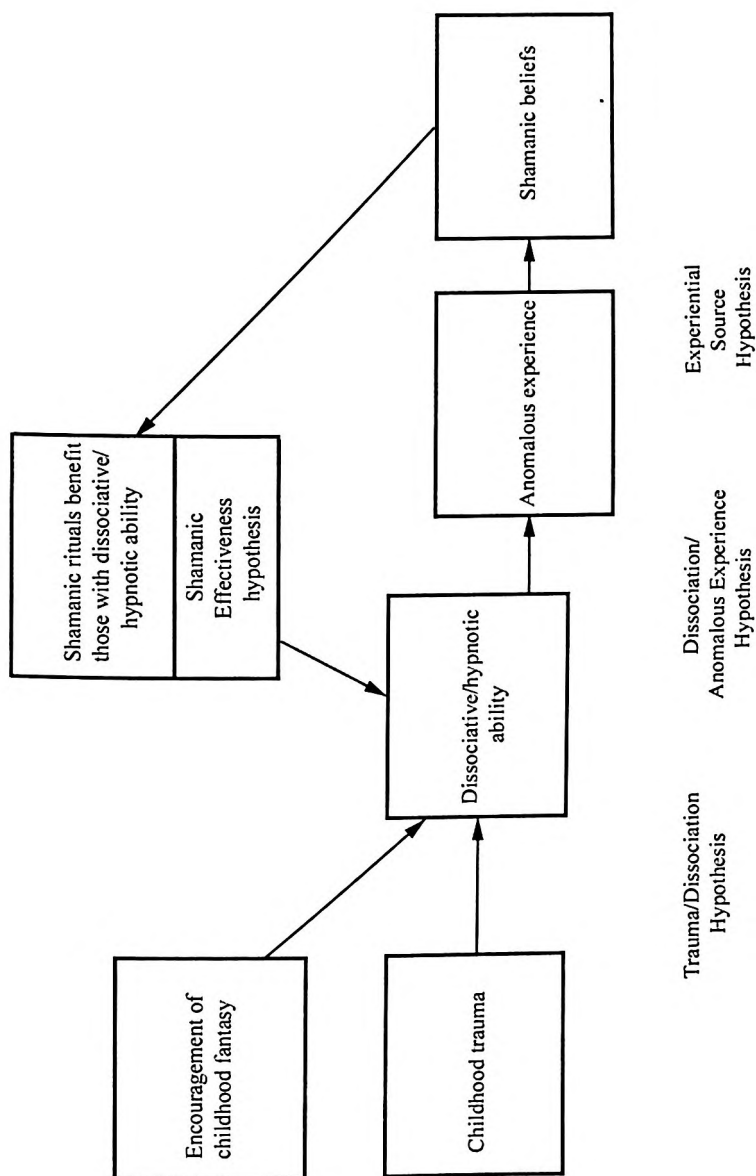 Encouragement of
childhood fantasy
Childhood trauma
Shamanic rituals benefit
those with dissociative/
hypnotic ability
Shamanic
Effectiveness
hypothesis
Dissociative/hypnotic
ability
Anomalous experience
Shamanic beliefs
Trauma/Dissociation
Hypothesis
Dissociation/
Anomalous Experience
Hypothesis
Experiential
Source
Hypothesis